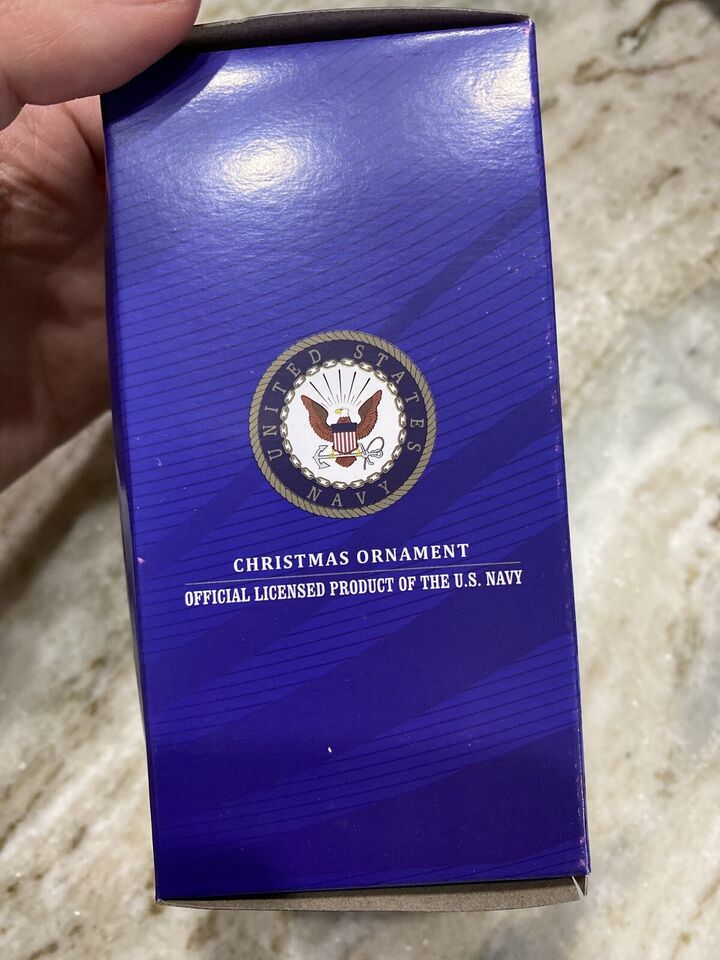 UNITED STATES
NAVY
CHRISTMAS ORNAMENT
OFFICIAL LICENSED PRODUCT OF THE U.S. NAVY